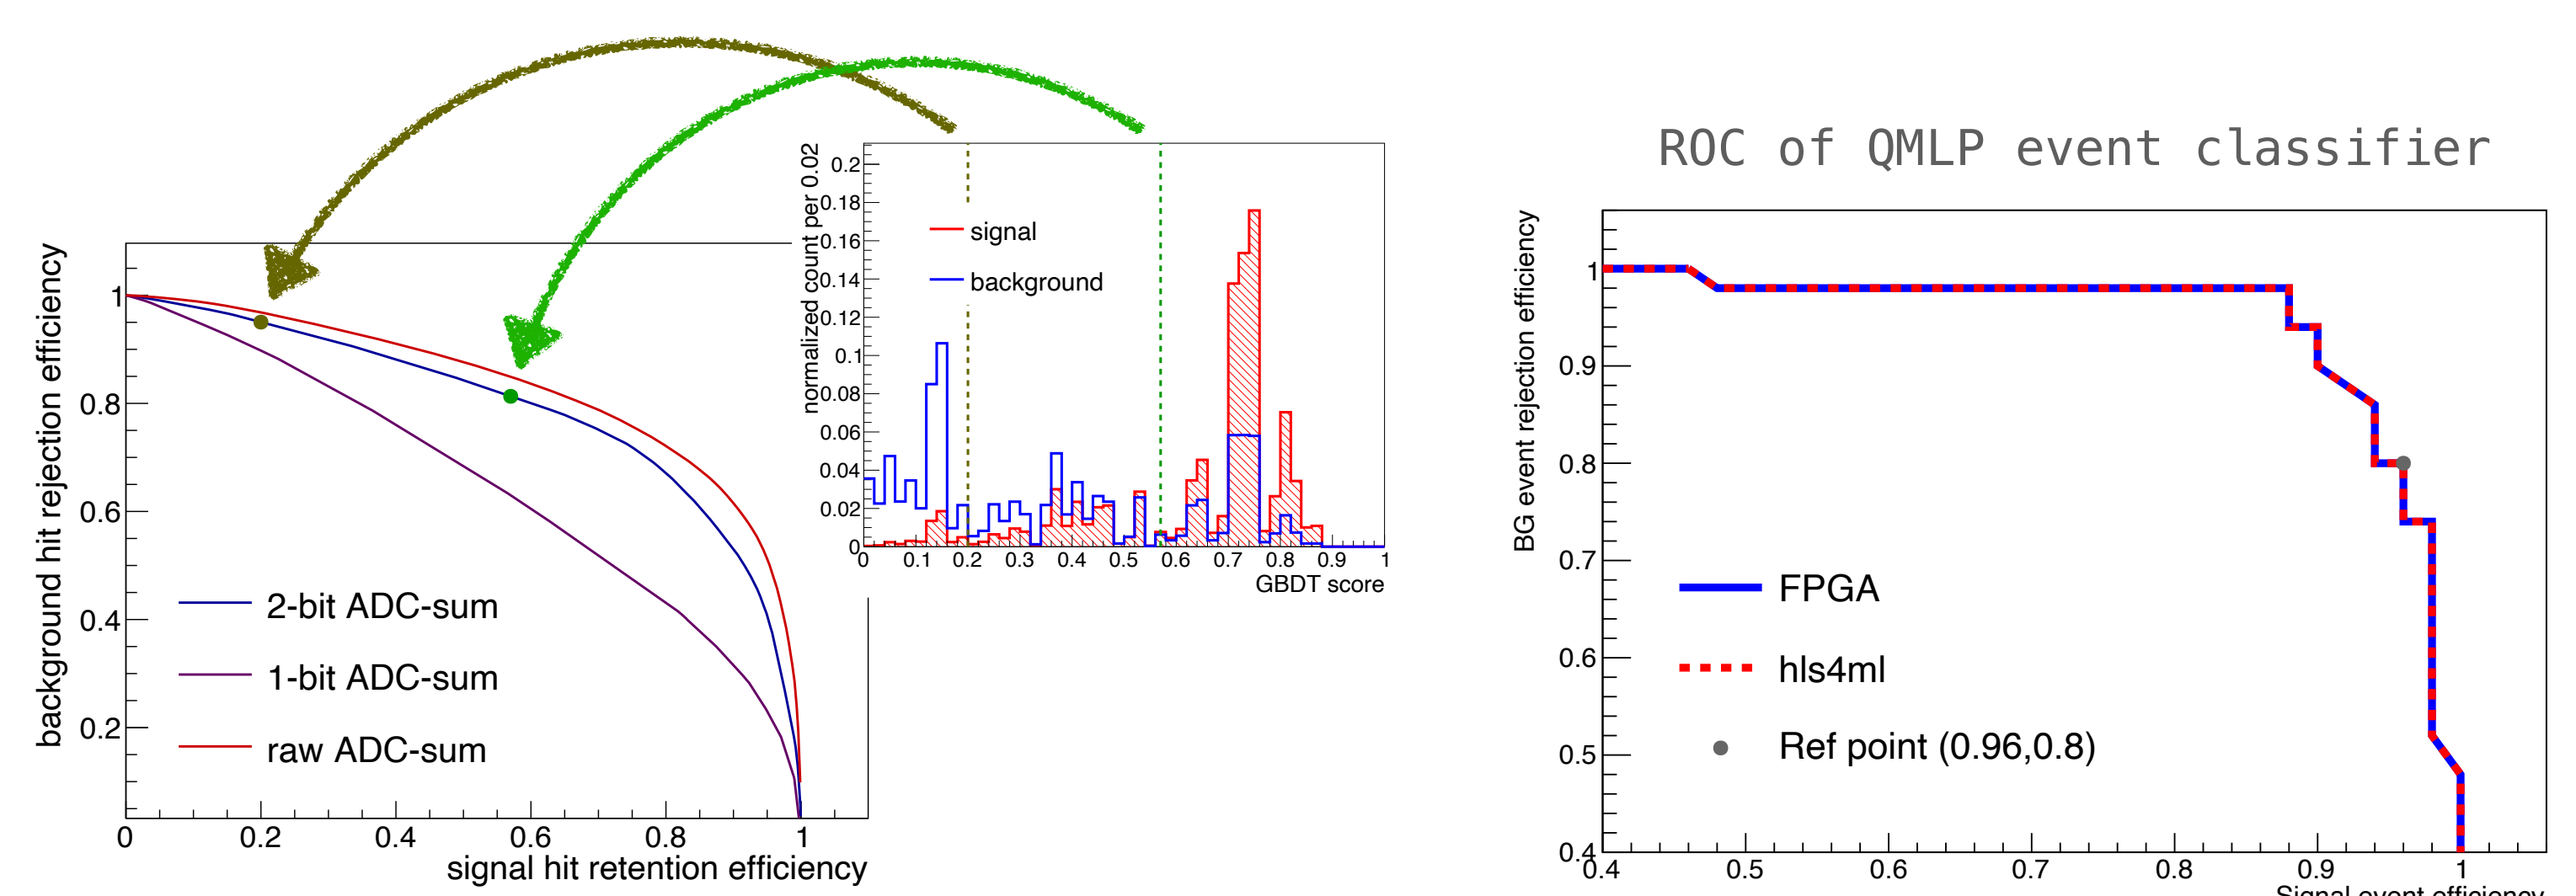 ROC of QMLP event classifier
background hit rejection efficiency
1
0.8
0.6
0.4
0.2
2-bit ADC-sum
1-bit ADC-sum
raw ADC-sum
0 0.2 0.4 0.6 0.8 1
signal hit retention efficiency
normalized count per 0.02
0.2
0.18
0.16
0.14
0.12
0.1
0.08
0.06
0.04
0.02
0
signal
background
0 0.1 0.2 0.3 0.4 0.5 0.6 0.7 0.8 0.9 1
GBDT score
BG event rejection efficiency
1
0.9
0.8
0.7
0.6
0.5
0.4
FPGA
hls4ml
Ref point (0.96,0.8)
0.4 0.5 0.6 0.7 0.8 0.9 1
Signal event efficiency